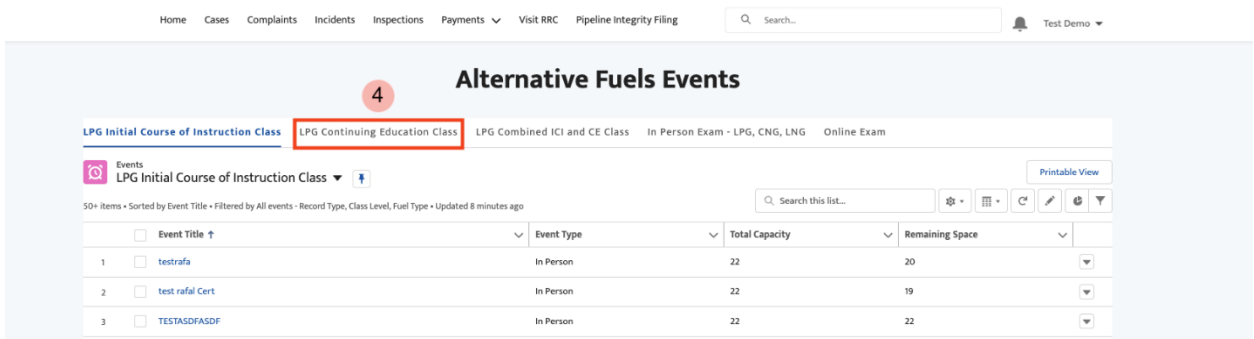 Home Cases Complaints Incidents Inspections Payments Visit RRC Pipeline Integrity Filing Search... Test Demo
Alternative Fuels Events
4
LPG Initial Course of Instruction Class LPG Continuing Education Class LPG Combined ICI and CE Class In Person Exam - LPG, CNG, LNG Online Exam
Events
LPG Initial Course of Instruction Class
Printable View
50+ items • Sorted by Event Title • Filtered by All events - Record Type, Class Level, Fuel Type • Updated 8 minutes ago
Search this list...
Event Title Event Type Total Capacity Remaining Space
1 testrafa In Person 22 20
2 test rafal Cert In Person 22 19
3 TESTASDFASDF In Person 22 22